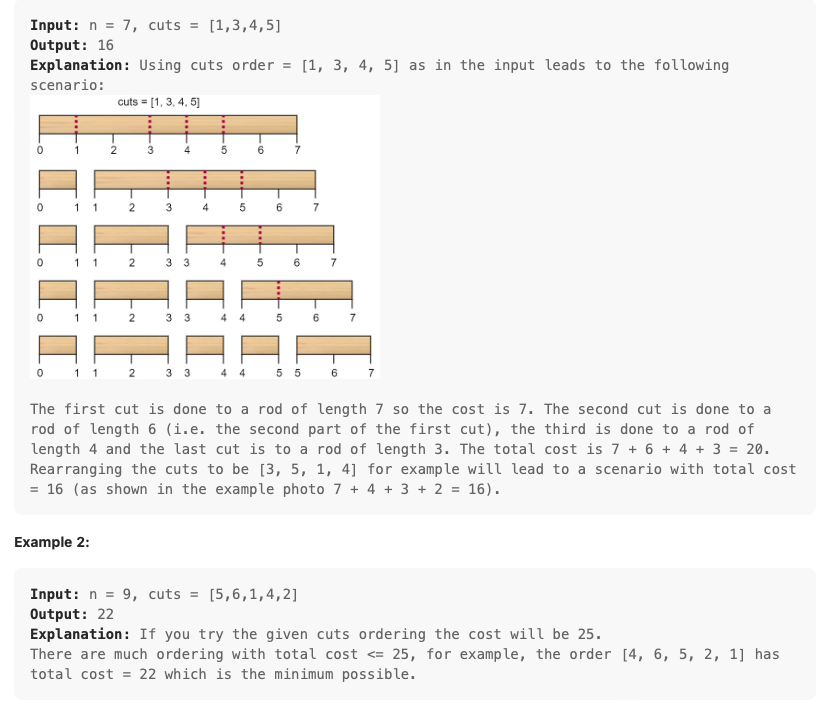 Input: n = 7, cuts = [1,3,4,5]
Output: 16
Explanation: Using cuts order = [1, 3, 4, 5] as in the input leads to the following
scenario:
cuts = [1, 3, 4, 5]
0 1 2 3 4 5 6 7
0 1 1 2 3 4 5 6 7
0 1 1 2 3 3 4 5 6 7
0 1 1 2 3 3 4 4 5 6 7
0 1 1 2 3 3 4 4 5 5 6 7
The first cut is done to a rod of length 7 so the cost is 7. The second cut is done to a
rod of length 6 (i.e. the second part of the first cut), the third is done to a rod of
length 4 and the last cut is to a rod of length 3. The total cost is 7 + 6 + 4 + 3 = 20.
Rearranging the cuts to be [3, 5, 1, 4] for example will lead to a scenario with total cost
= 16 (as shown in the example photo 7 + 4 + 3 + 2 = 16).
Example 2:
Input: n = 9, cuts = [5,6,1,4,2]
Output: 22
Explanation: If you try the given cuts ordering the cost will be 25.
There are much ordering with total cost <= 25, for example, the order [4, 6, 5, 2, 1] has
total cost = 22 which is the minimum possible.